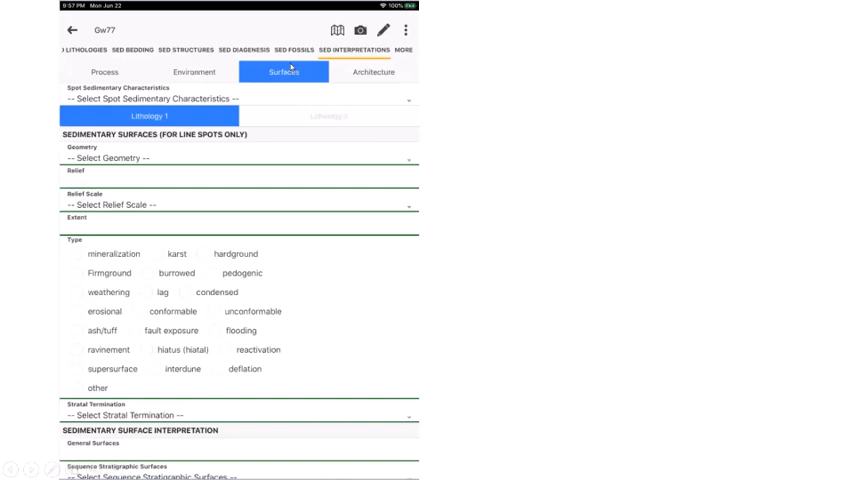 9:57 PM Mon Jun 22 100%
Gw77
LITHOLOGIES SED BEDDING SED STRUCTURES SED DIAGENESIS SED FOSSILS SED INTERPRETATIONS MORE
Process Environment Surfaces Architecture
Spot Sedimentary Characteristics
-- Select Spot Sedimentary Characteristics --
Lithology 1 Lithology 2
SEDIMENTARY SURFACES (FOR LINE SPOTS ONLY)
Geometry
-- Select Geometry --
Relief
Relief Scale
-- Select Relief Scale --
Extent
Type
mineralization karst hardground
Firmground burrowed pedogenic
weathering lag condensed
erosional conformable unconformable
ash/tuff fault exposure flooding
ravinement hiatus (hiatal) reactivation
supersurface interdune deflation
other
Stratal Termination
-- Select Stratal Termination --
SEDIMENTARY SURFACE INTERPRETATION
General Surfaces
Sequence Stratigraphic Surfaces
-- Select Sequence Stratigraphic Surfaces --